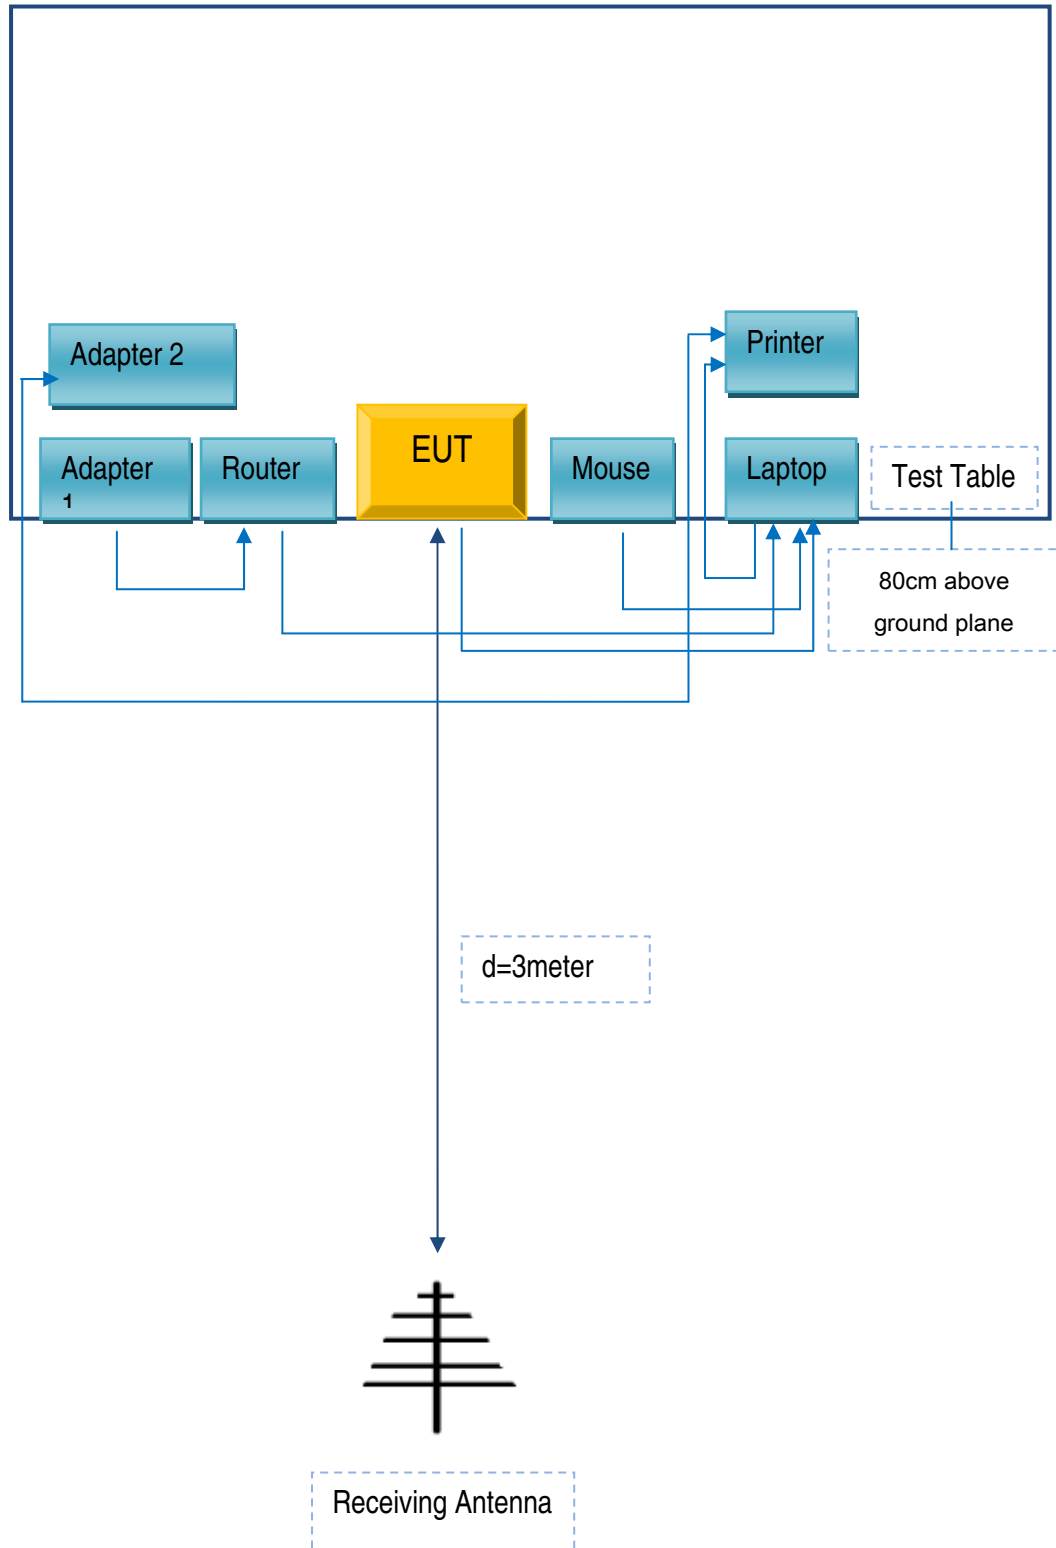 Adapter 2
Printer
Adapter
1
Router
EUT
Mouse
Laptop
Test Table
80cm above
ground plane
d=3meter
Receiving Antenna